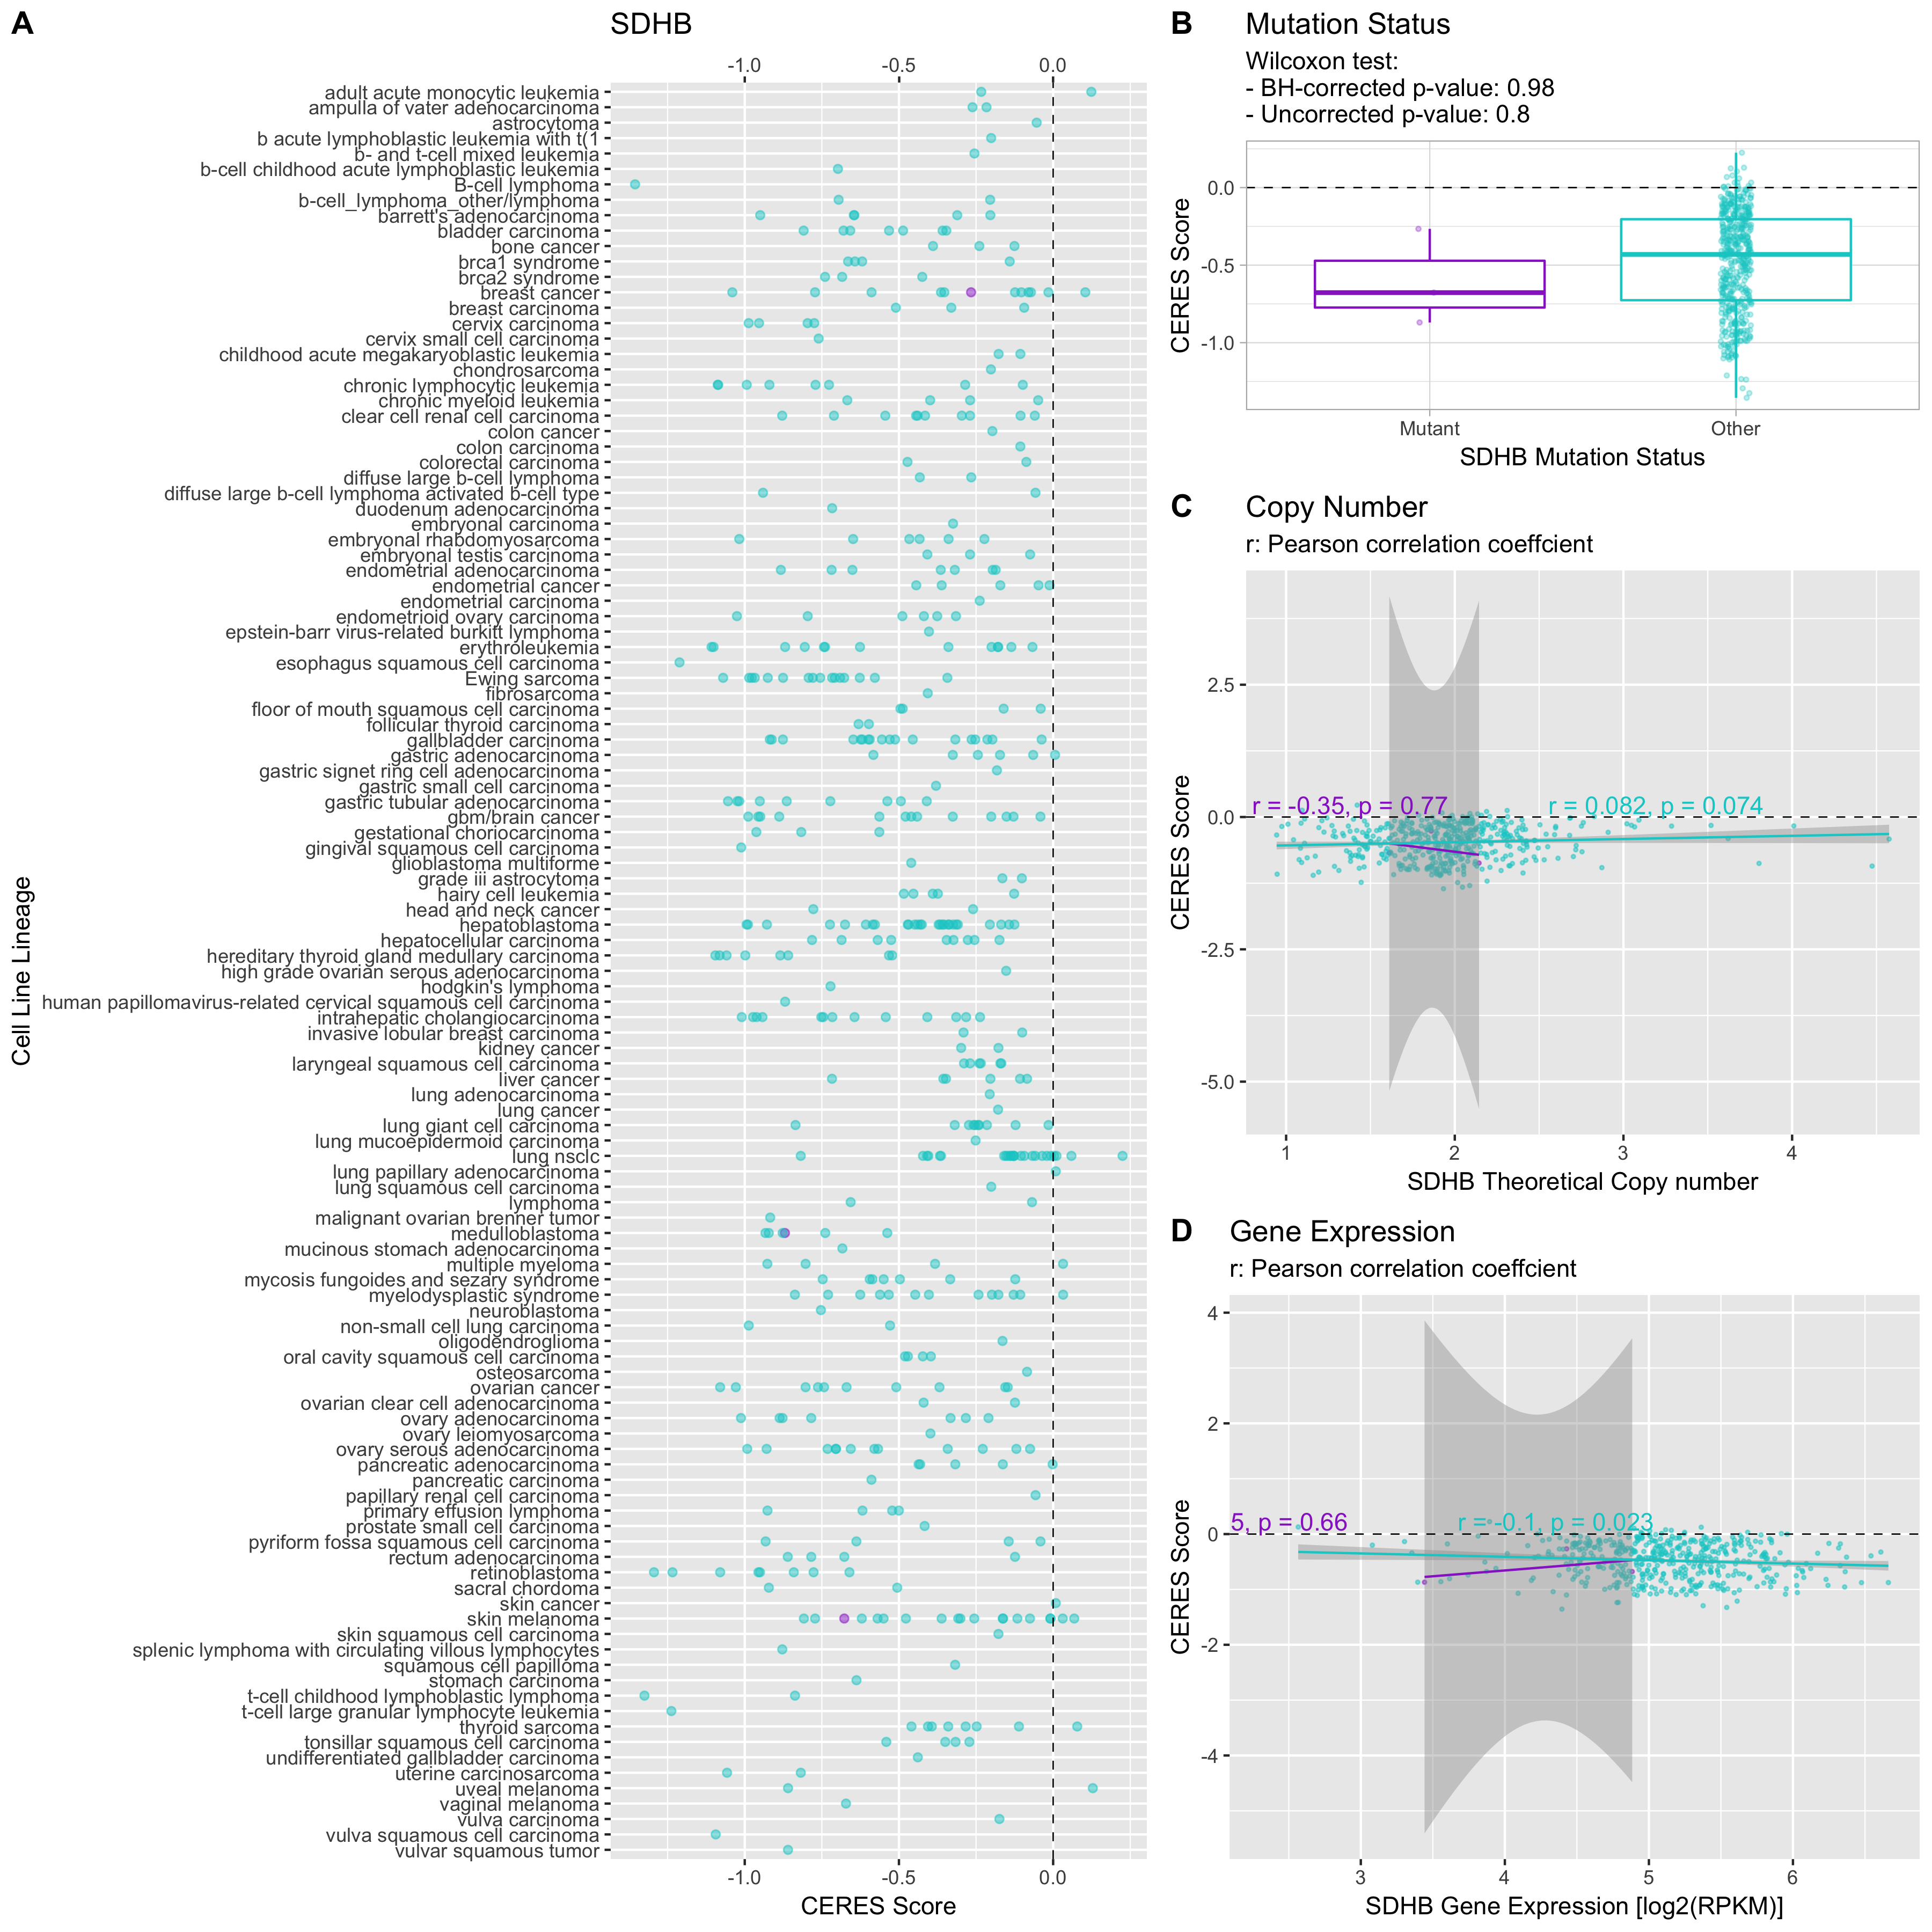 A
SDHB
-1.0 -0.5 0.0
adult acute monocytic leukemia
ampulla of vater adenocarcinoma
astrocytoma
b acute lymphoblastic leukemia with t(1
b- and t-cell mixed leukemia
b-cell childhood acute lymphoblastic leukemia
B-cell lymphoma
b-cell_lymphoma_other/lymphoma
barrett's adenocarcinoma
bladder carcinoma
bone cancer
brca1 syndrome
brca2 syndrome
breast cancer
breast carcinoma
cervix carcinoma
cervix small cell carcinoma
childhood acute megakaryoblastic leukemia
chondrosarcoma
chronic lymphocytic leukemia
chronic myeloid leukemia
clear cell renal cell carcinoma
colon cancer
colon carcinoma
colorectal carcinoma
diffuse large b-cell lymphoma
diffuse large b-cell lymphoma activated b-cell type
duodenum adenocarcinoma
embryonal carcinoma
embryonal rhabdomyosarcoma
embryonal testis carcinoma
endometrial adenocarcinoma
endometrial cancer
endometrial carcinoma
endometrioid ovary carcinoma
epstein-barr virus-related burkitt lymphoma
erythroleukemia
esophagus squamous cell carcinoma
Ewing sarcoma
fibrosarcoma
floor of mouth squamous cell carcinoma
follicular thyroid carcinoma
gallbladder carcinoma
gastric adenocarcinoma
gastric signet ring cell adenocarcinoma
gastric small cell carcinoma
gastric tubular adenocarcinoma
gbm/brain cancer
gestational choriocarcinoma
gingival squamous cell carcinoma
glioblastoma multiforme
grade iii astrocytoma
hairy cell leukemia
head and neck cancer
hepatoblastoma
hepatocellular carcinoma
hereditary thyroid gland medullary carcinoma
high grade ovarian serous adenocarcinoma
hodgkin's lymphoma
human papillomavirus-related cervical squamous cell carcinoma
intrahepatic cholangiocarcinoma
invasive lobular breast carcinoma
kidney cancer
laryngeal squamous cell carcinoma
liver cancer
lung adenocarcinoma
lung cancer
lung giant cell carcinoma
lung mucoepidermoid carcinoma
lung nsclc
lung papillary adenocarcinoma
lung squamous cell carcinoma
lymphoma
malignant ovarian brenner tumor
medulloblastoma
mucinous stomach adenocarcinoma
multiple myeloma
mycosis fungoides and sezary syndrome
myelodysplastic syndrome
neuroblastoma
non-small cell lung carcinoma
oligodendroglioma
oral cavity squamous cell carcinoma
osteosarcoma
ovarian cancer
ovarian clear cell adenocarcinoma
ovary adenocarcinoma
ovary leiomyosarcoma
ovary serous adenocarcinoma
pancreatic adenocarcinoma
pancreatic carcinoma
papillary renal cell carcinoma
primary effusion lymphoma
prostate small cell carcinoma
pyriform fossa squamous cell carcinoma
rectum adenocarcinoma
retinoblastoma
sacral chordoma
skin cancer
skin melanoma
skin squamous cell carcinoma
splenic lymphoma with circulating villous lymphocytes
squamous cell papilloma
stomach carcinoma
t-cell childhood lymphoblastic lymphoma
t-cell large granular lymphocyte leukemia
thyroid sarcoma
tonsillar squamous cell carcinoma
undifferentiated gallbladder carcinoma
uterine carcinosarcoma
uveal melanoma
vaginal melanoma
vulva carcinoma
vulva squamous cell carcinoma
vulvar squamous tumor
-1.0 -0.5 0.0
CERES Score
Cell Line Lineage
B
Mutation Status
Wilcoxon test:
- BH-corrected p-value: 0.98
- Uncorrected p-value: 0.8
0.0
-0.5
-1.0
CERES Score
Mutant Other
SDHB Mutation Status
C
Copy Number
r: Pearson correlation coeffcient
2.5
0.0
-2.5
-5.0
CERES Score
r = -0.35, p = 0.77
r = 0.082, p = 0.074
1 2 3 4
SDHB Theoretical Copy number
D
Gene Expression
r: Pearson correlation coeffcient
4
2
0
-2
-4
CERES Score
5, p = 0.66
r = -0.1, p = 0.023
3 4 5 6
SDHB Gene Expression [log2(RPKM)]